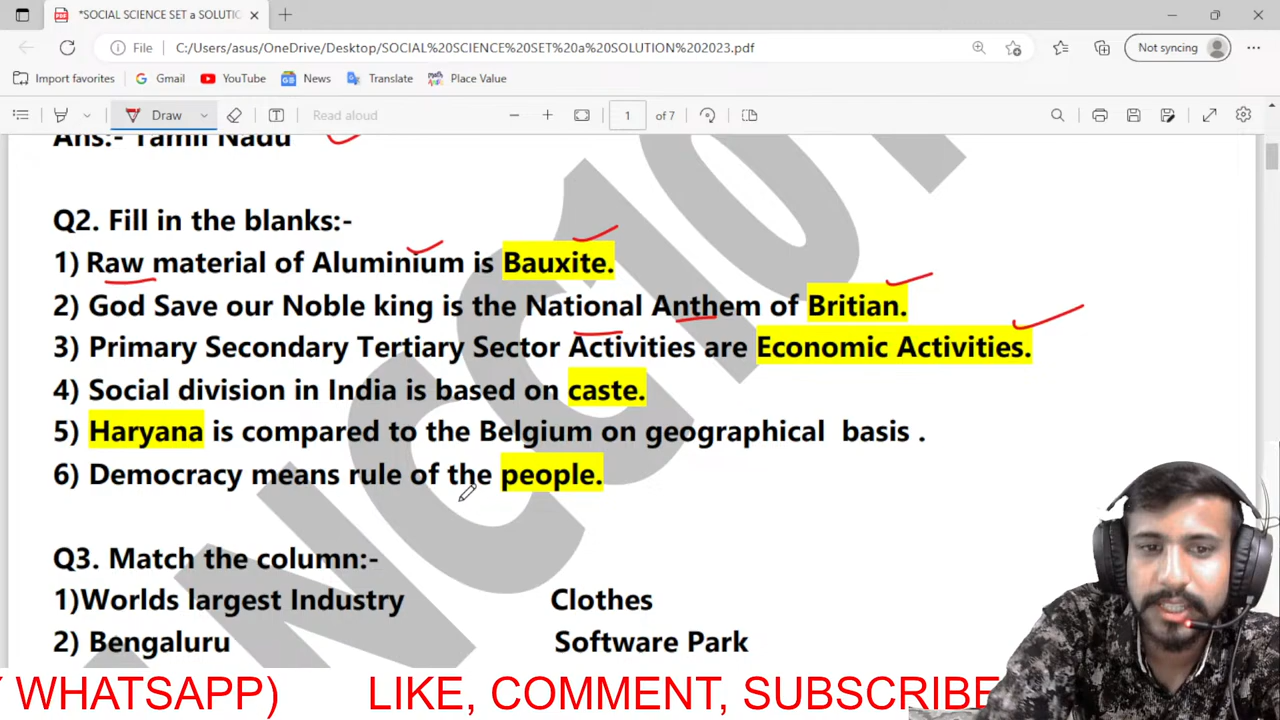 *SOCIAL SCIENCE SET a SOLUTIC
File C:/Users/asus/OneDrive/Desktop/SOCIAL%20SCIENCE%20SET%20a%20SOLUTION%202023.pdf Not syncing
Import favorites Gmail YouTube News Translate Place Value
Draw Read aloud 1 of 7
Ans:- Tamil Nadu
Q2. Fill in the blanks:-
1) Raw material of Aluminium is Bauxite.
2) God Save our Noble king is the National Anthem of Britian.
3) Primary Secondary Tertiary Sector Activities are Economic Activities.
4) Social division in India is based on caste.
5) Haryana is compared to the Belgium on geographical basis .
6) Democracy means rule of the people.
Q3. Match the column:-
1)Worlds largest Industry Clothes
2) Bengaluru Software Park
WHATSAPP) LIKE, COMMENT, SUBSCRIBE